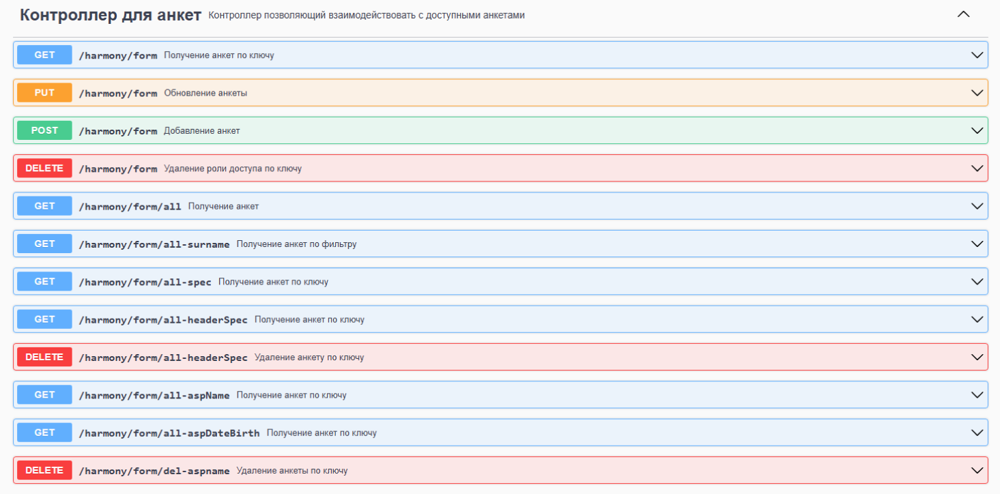 Контроллер для анкет Контроллер позволяющий взаимодействовать с доступными анкетами
GET /harmony/form Получение анкет по ключу
PUT /harmony/form Обновление анкеты
POST /harmony/form Добавление анкет
DELETE /harmony/form Удаление роли доступа по ключу
GET /harmony/form/all Получение анкет
GET /harmony/form/all-surname Получение анкет по фильтру
GET /harmony/form/all-spec Получение анкет по ключу
GET /harmony/form/all-headerSpec Получение анкет по ключу
DELETE /harmony/form/all-headerSpec Удаление анкету по ключу
GET /harmony/form/all-aspName Получение анкет по ключу
GET /harmony/form/all-aspDateBirth Получение анкет по ключу
DELETE /harmony/form/del-aspname Удаление анкеты по ключу